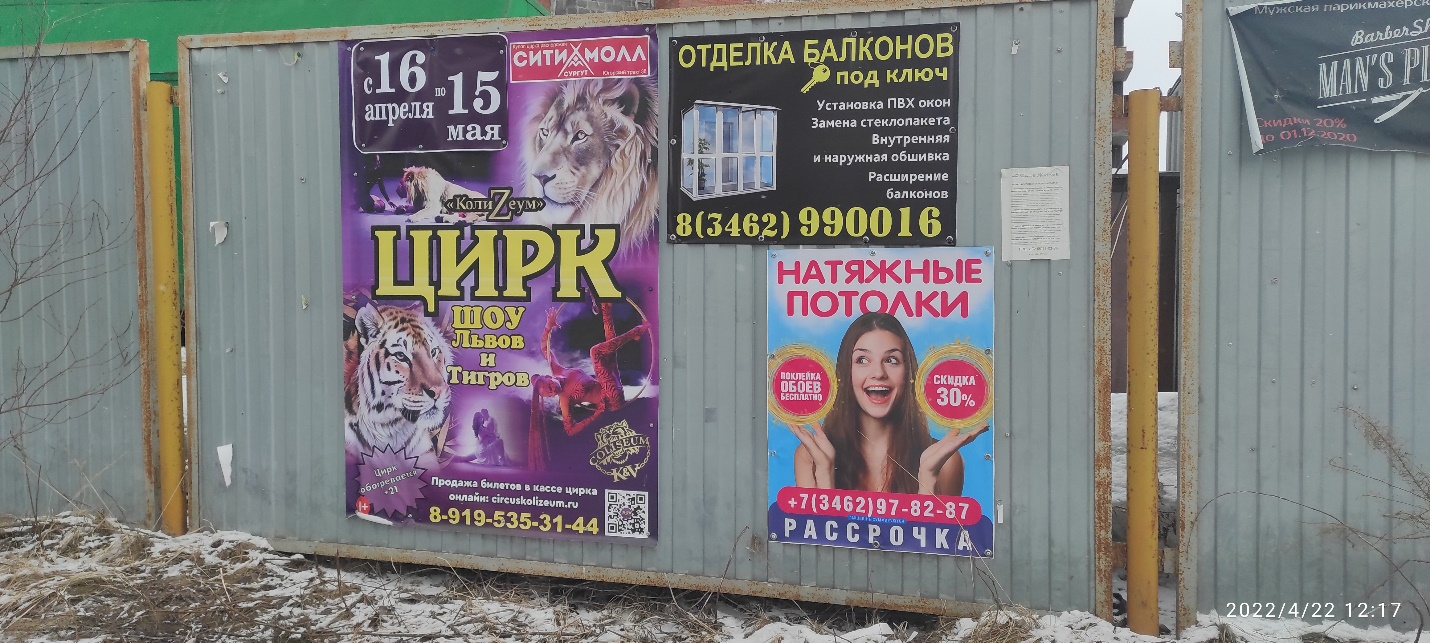 с 16
апреля
по 15
мая
СИТИ МОЛЛ
СУРГУТ
«КолиZеум»
ЦИРК
ШОУ
Львов
и
Тигров
COLISEUM
K&V
Цирк
обогревается
+21
Продажа билетов в кассе цирка
онлайн: circuskolizeum.ru
8-919-535-31-44
ОТДЕЛКА БАЛКОНОВ
под ключ
Установка ПВХ окон
Замена стеклопакета
Внутренняя
и наружная обшивка
Расширение
балконов
8(3462) 990016
НАТЯЖНЫЕ
ПОТОЛКИ
ПОКЛЕЙКА
ОБОЕВ
БЕСПЛАТНО
СКИДКА
30%
+7(3462)97-82-87
РАССРОЧКА
Мужская
MAN'S
СКИДКИ 20%
до 01.12.2020
2022/4/22 12:17